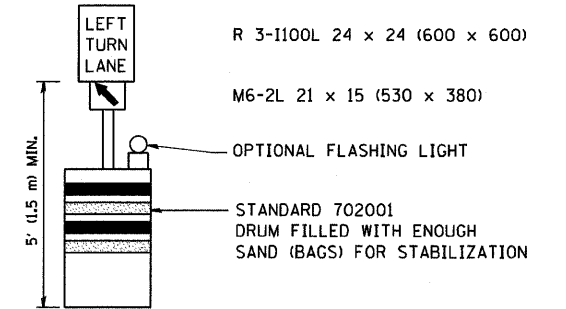 LEFT
TURN
LANE
R 3-I100L 24 x 24 (600 x 600)
M6-2L 21 x 15 (530 x 380)
OPTIONAL FLASHING LIGHT
5' (1.5 m) MIN.
STANDARD 702001
DRUM FILLED WITH ENOUGH
SAND (BAGS) FOR STABILIZATION